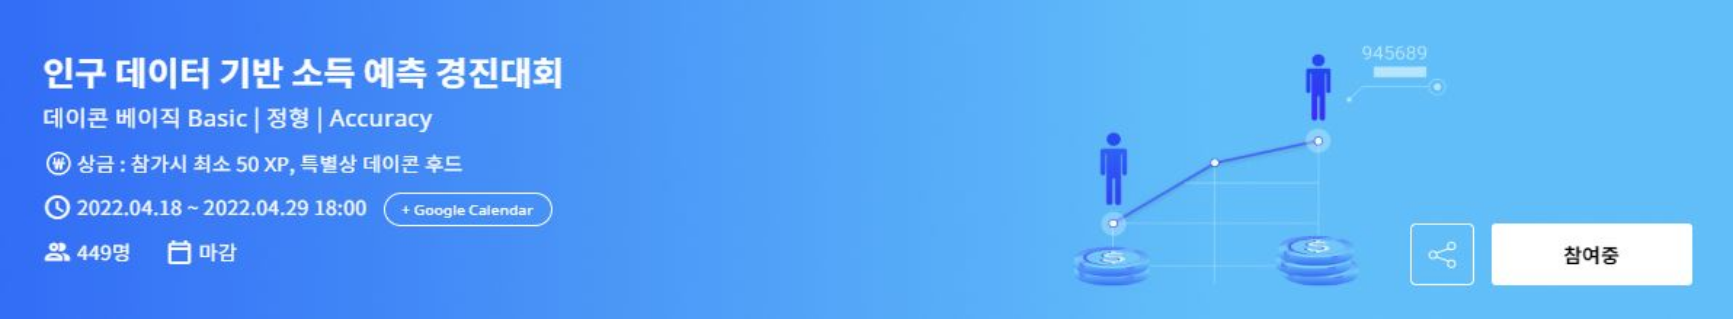 인구 데이터 기반 소득 예측 경진대회
데이콘 베이직 Basic | 정형 | Accuracy
₩ 상금 : 참가시 최소 50 XP, 특별상 데이콘 후드
2022.04.18 ~ 2022.04.29 18:00 + Google Calendar
449명 마감
945689
$ $
참여중